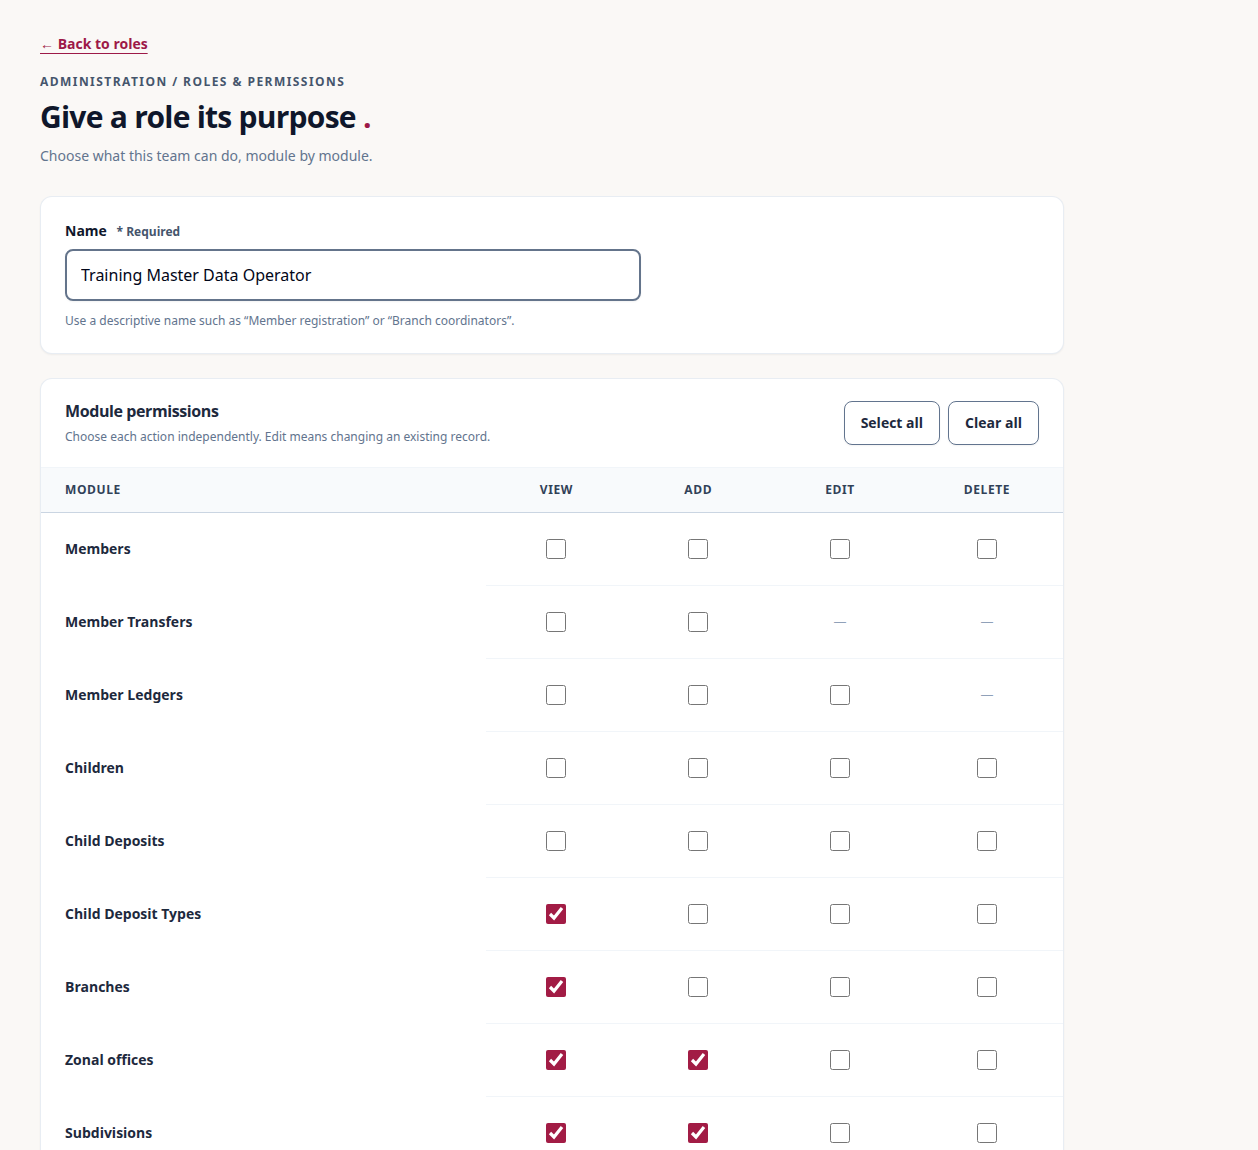 ← Back to roles
ADMINISTRATION / ROLES & PERMISSIONS
Give a role its purpose .
Choose what this team can do, module by module.
Name * Required
Training Master Data Operator
Use a descriptive name such as “Member registration” or “Branch coordinators”.
Module permissions
Choose each action independently. Edit means changing an existing record.
Select all Clear all
MODULE VIEW ADD EDIT DELETE
Members
Member Transfers — —
Member Ledgers —
Children
Child Deposits
Child Deposit Types
Branches
Zonal offices
Subdivisions